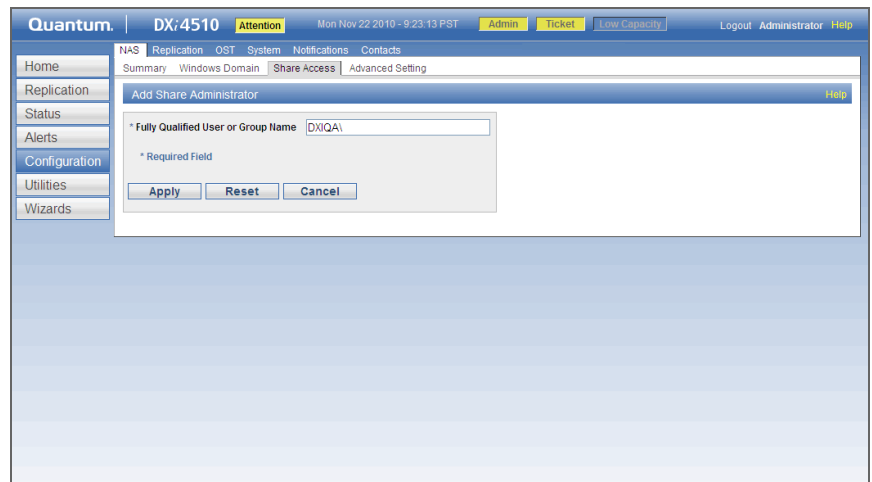 Quantum. DXi4510 Attention Mon Nov 22 2010 - 9:23:13 PST Admin Ticket Low Capacity Logout Administrator Help
NAS Replication OST System Notifications Contacts
Summary Windows Domain Share Access Advanced Setting
Home
Replication
Status
Alerts
Configuration
Utilities
Wizards
Add Share Administrator Help
* Fully Qualified User or Group Name DXIQA\
* Required Field
Apply Reset Cancel